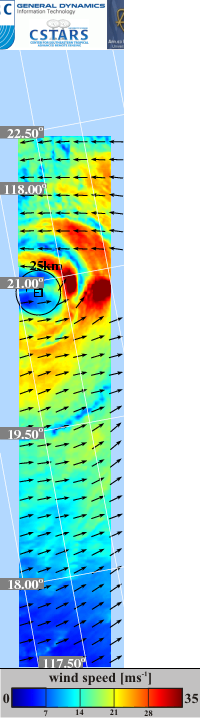 C GENERAL DYNAMICS
Information Technology
CSTARS
22.50°
118.00°
25km
21.00°
19.50°
18.00°
117.50°
wind speed [ms⁻¹]
0 7 14 21 28 35